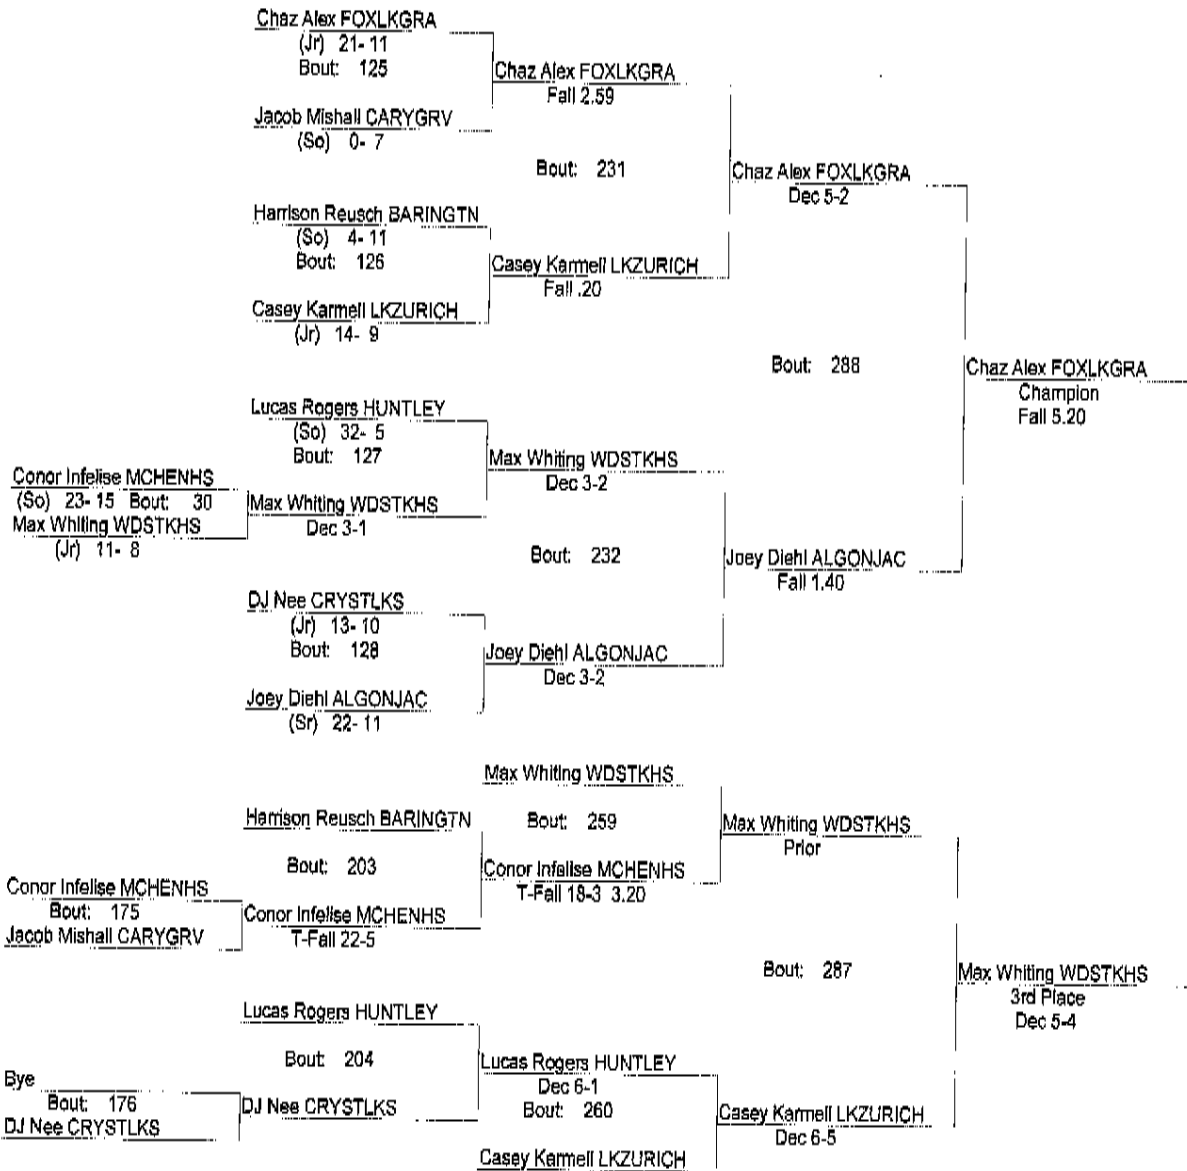 Chaz Alex FOXLKGRA
(Jr) 21- 11
Bout: 125
Chaz Alex FOXLKGRA
Fall 2.59
Jacob Mishall CARYGRV
(So) 0- 7
Bout: 231
Chaz Alex FOXLKGRA
Dec 5-2
Harrison Reusch BARINGTN
(So) 4- 11
Bout: 126
Casey Karmell LKZURICH
Fall .20
Casey Karmell LKZURICH
(Jr) 14- 9
Bout: 288
Chaz Alex FOXLKGRA
Champion
Fall 5.20
Lucas Rogers HUNTLEY
(So) 32- 5
Bout: 127
Max Whiting WDSTKHS
Dec 3-2
Conor Infelise MCHENHS
(So) 23- 15 Bout: 30
Max Whiting WDSTKHS
(Jr) 11- 8
Max Whiting WDSTKHS
Dec 3-1
Bout: 232
Joey Diehl ALGONJAC
Fall 1.40
DJ Nee CRYSTLKS
(Jr) 13- 10
Bout: 128
Joey Diehl ALGONJAC
Dec 3-2
Joey Diehl ALGONJAC
(Sr) 22- 11
Max Whiting WDSTKHS
Harrison Reusch BARINGTN
Bout: 259
Max Whiting WDSTKHS
Prior
Bout: 203
Conor Infelise MCHENHS
T-Fall 18-3 3.20
Conor Infelise MCHENHS
Bout: 175
Jacob Mishall CARYGRV
Conor Infelise MCHENHS
T-Fall 22-5
Bout: 287
Max Whiting WDSTKHS
3rd Place
Dec 5-4
Lucas Rogers HUNTLEY
Bout: 204
Lucas Rogers HUNTLEY
Dec 6-1
Bout: 260
Bye
Bout: 176
DJ Nee CRYSTLKS
DJ Nee CRYSTLKS
Casey Karmell LKZURICH
Dec 6-5
Casey Karmell LKZURICH